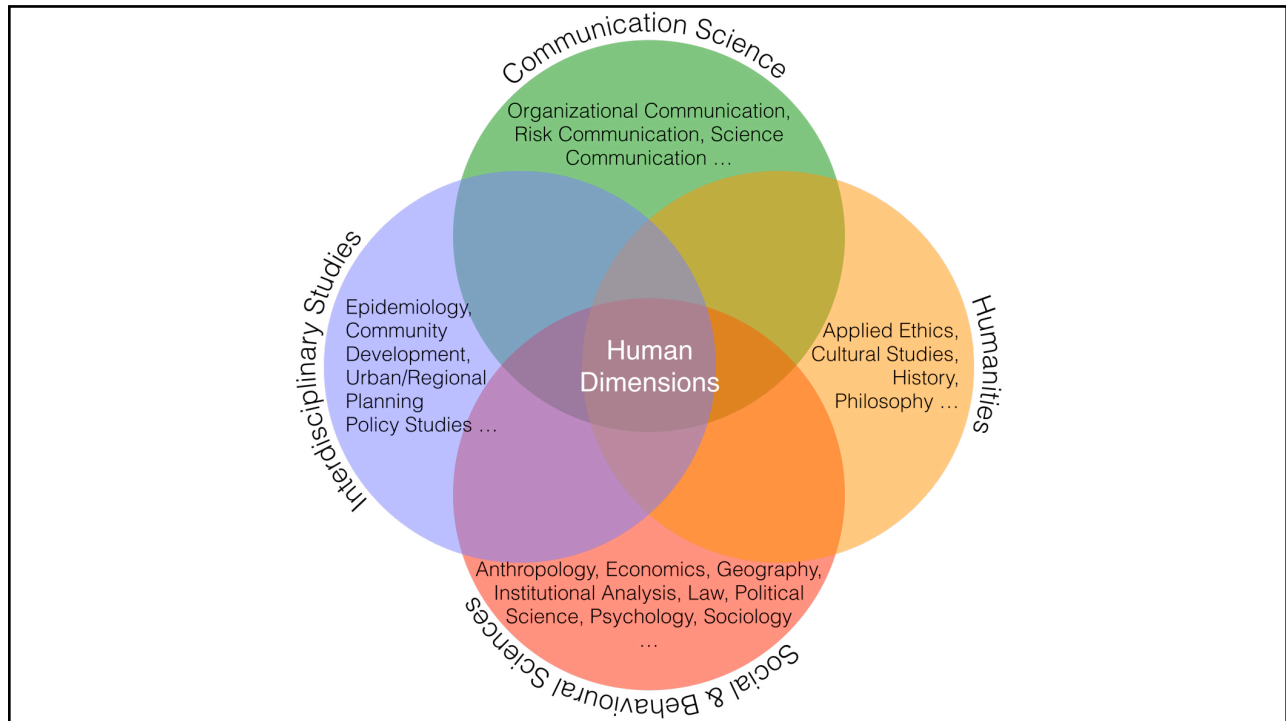 Communication Science
Organizational Communication,
Risk Communication, Science
Communication …
Interdisciplinary Studies
Epidemiology,
Community
Development,
Urban/Regional
Planning
Policy Studies …
Human
Dimensions
Applied Ethics,
Cultural Studies,
History,
Philosophy …
Humanities
Anthropology, Economics, Geography,
Institutional Analysis, Law, Political
Science, Psychology, Sociology
…
Social & Behavioural Sciences